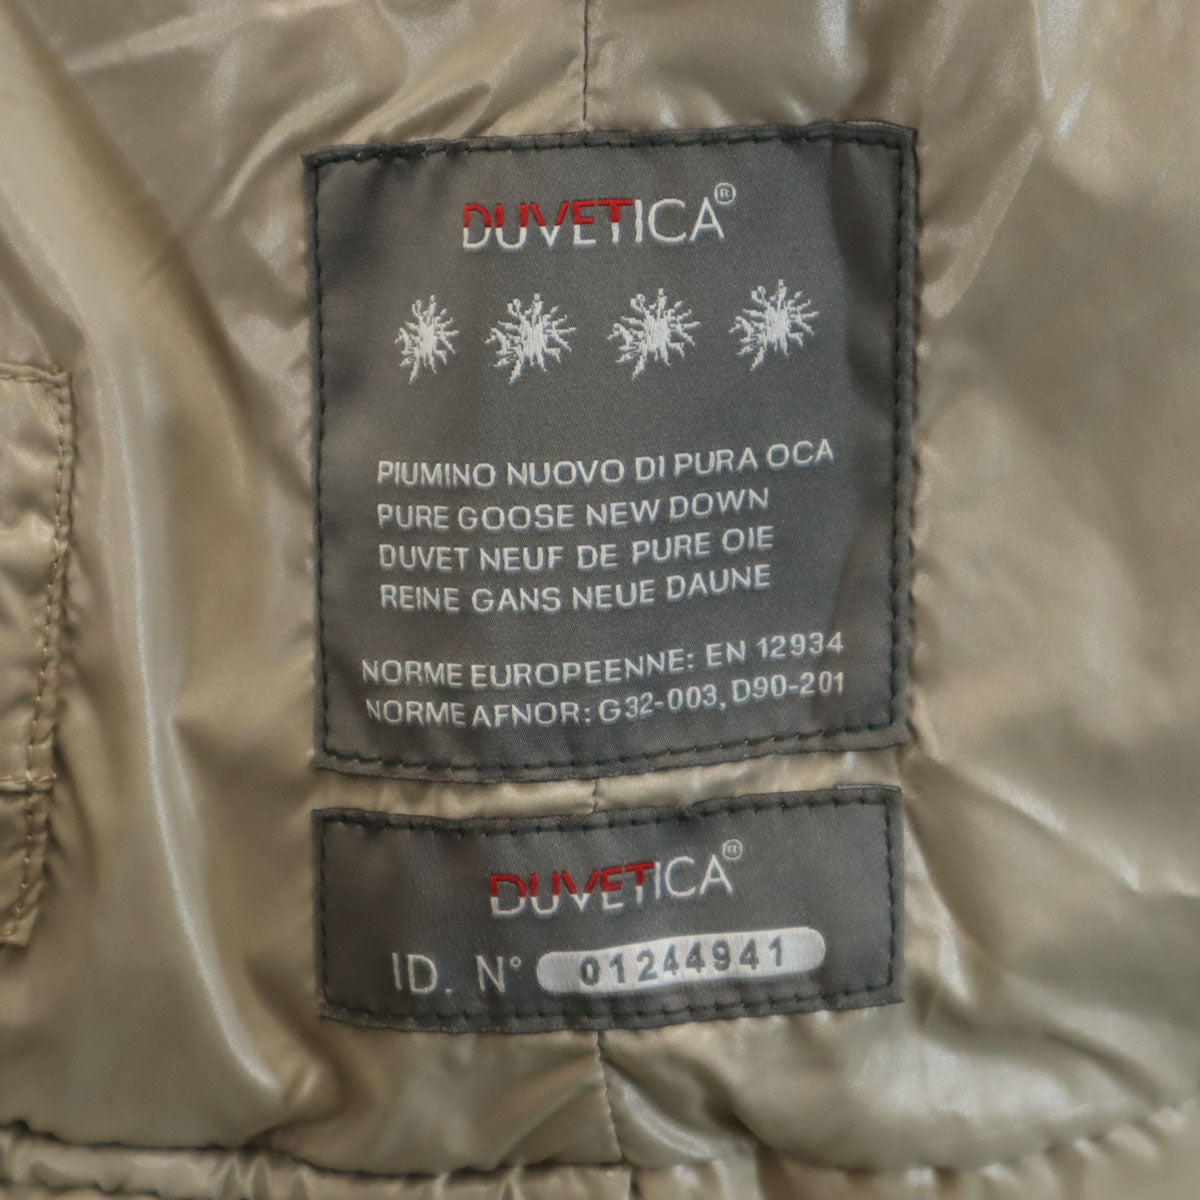 DUVETICA®
PIUMINO NUOVO DI PURA OCA
PURE GOOSE NEW DOWN
DUVET NEUF DE PURE OIE
REINE GANS NEUE DAUNE
NORME EUROPEENNE: EN 12934
NORME AFNOR: G32-003, D90-201
DUVETICA®
ID. N° 01244941